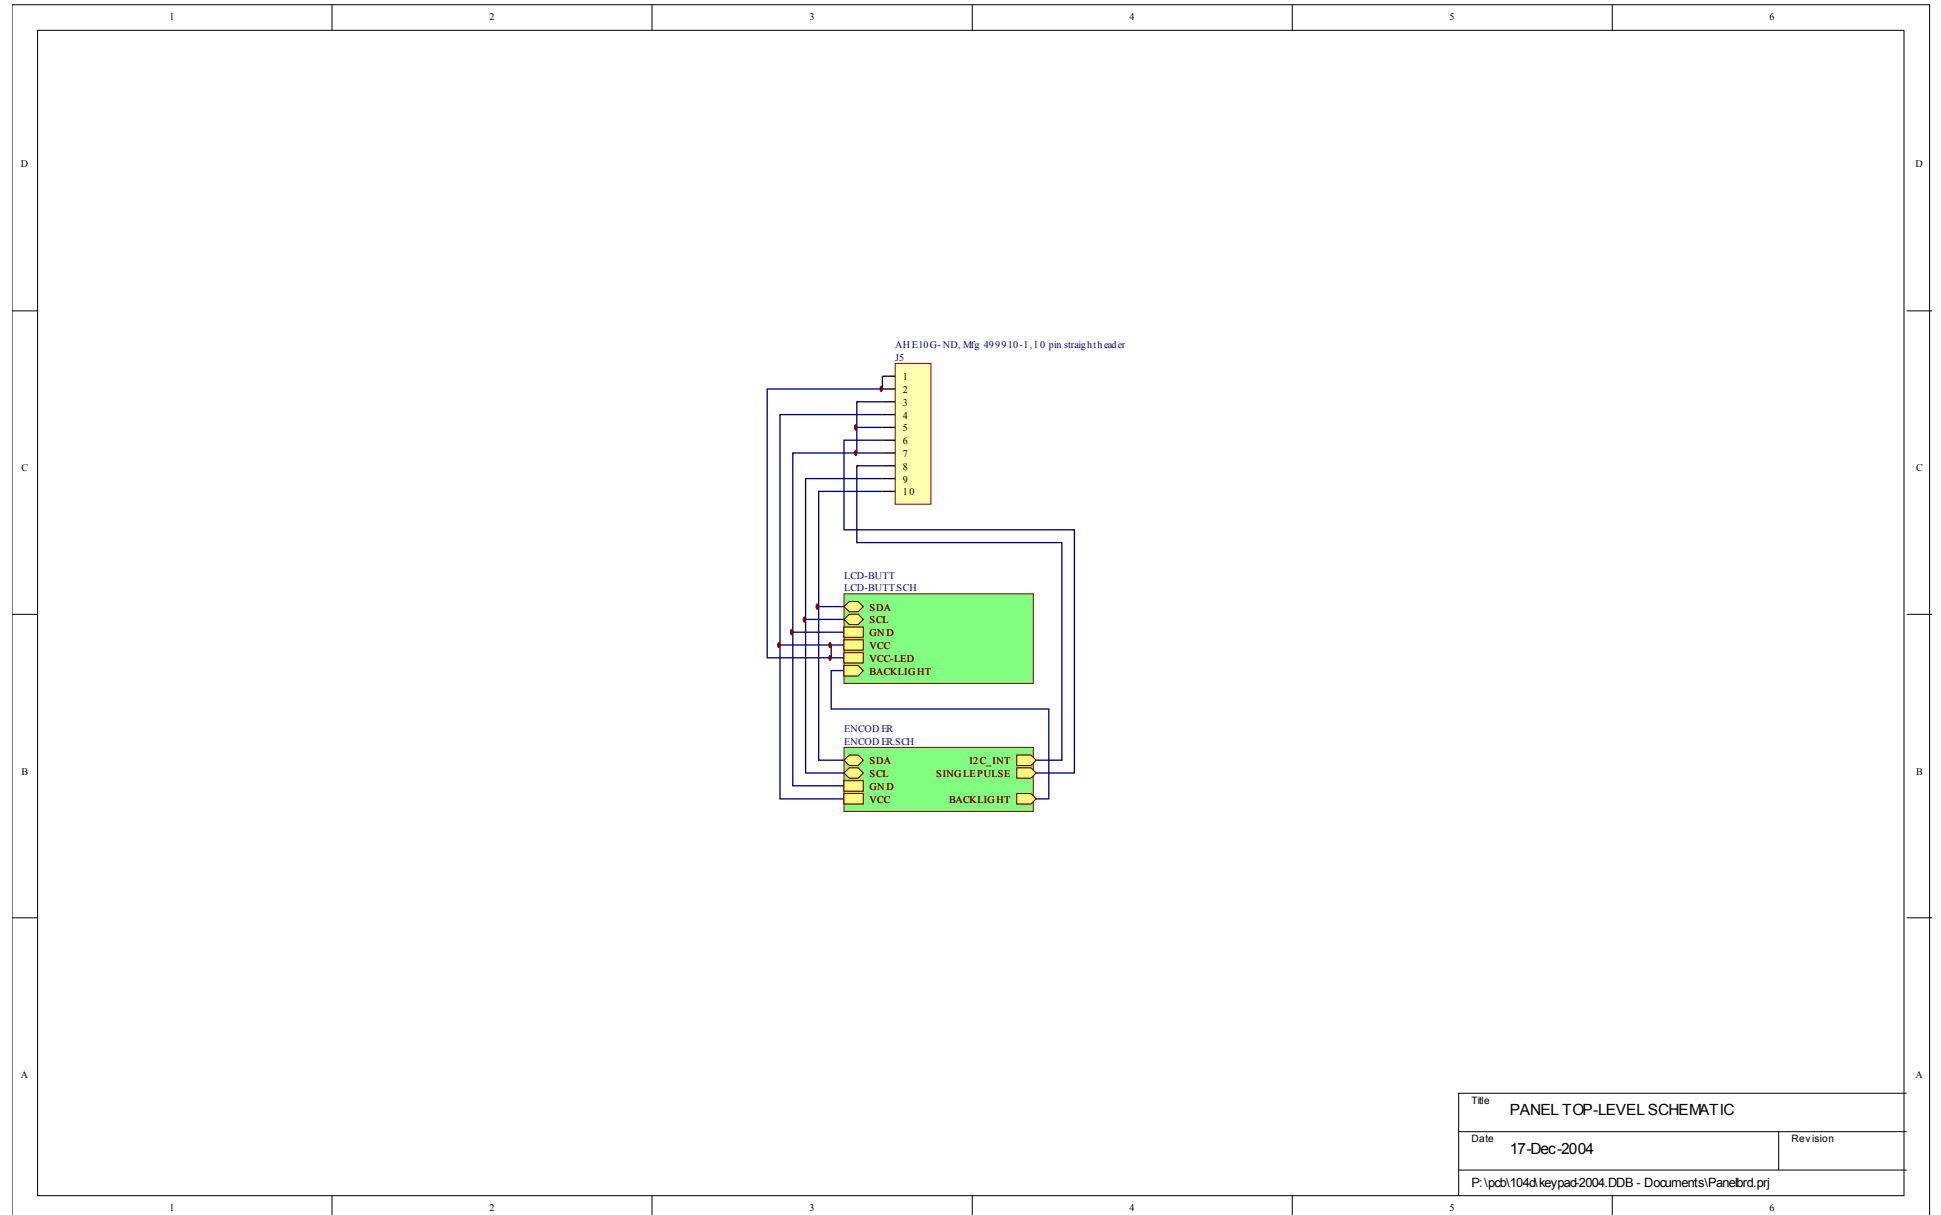 1 2 3 4 5 6
D D
AHE10G-ND, Mfg 499910-1, 10 pin straight header
J5
1
2
3
4
5
6
7
8
9
10
C C
LCD-BUTT
LCD-BUTT.SCH
SDA
SCL
GND
VCC
VCC-LED
BACKLIGHT
ENCODER
ENCODER.SCH
SDA I2C_INT
SCL SINGLEPULSE
GND
VCC BACKLIGHT
B B
A A
Title PANEL TOP-LEVEL SCHEMATIC
Date 17-Dec-2004 Revision
P:\pcb\104d\keypad-2004.DDB - Documents\Panelbrd.prj
1 2 3 4 5 6